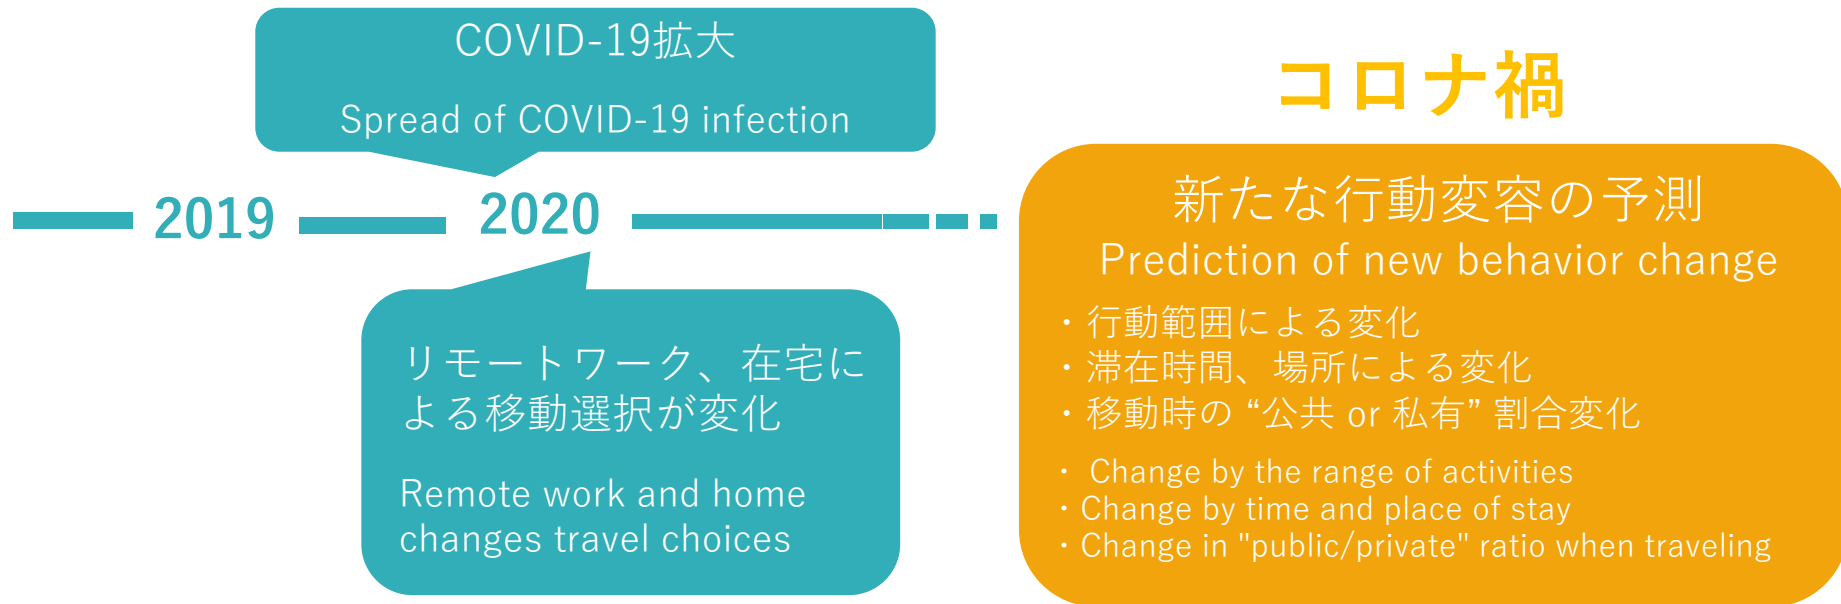 COVID-19拡大
Spread of COVID-19 infection
2019
2020
リモートワーク、在宅に
よる移動選択が変化
Remote work and home
changes travel choices
コロナ禍
新たな行動変容の予測
Prediction of new behavior change
・行動範囲による変化
・滞在時間、場所による変化
・移動時の “公共 or 私有” 割合変化
・ Change by the range of activities
・Change by time and place of stay
・Change in "public/private" ratio when traveling